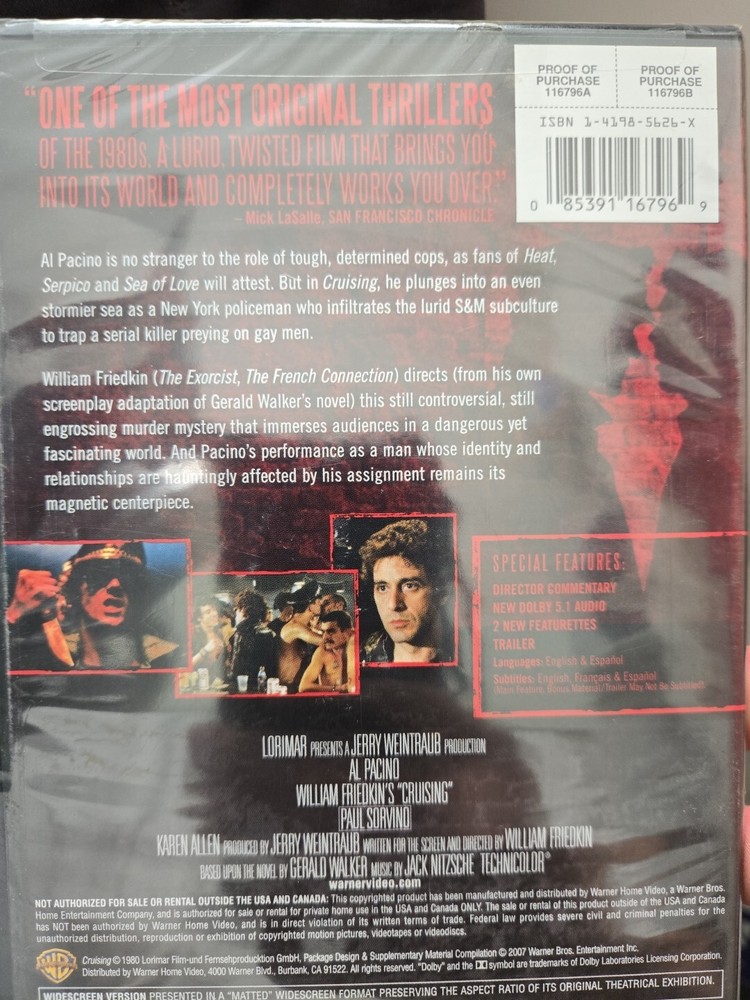 PROOF OF PURCHASE 116796A
PROOF OF PURCHASE 116796B
ISBN 1-4198-5626-X
0 85391 16796 9
"ONE OF THE MOST ORIGINAL THRILLERS
OF THE 1980s. A LURID, TWISTED FILM THAT BRINGS YOU
INTO ITS WORLD AND COMPLETELY WORKS YOU OVER."
– Mick LaSalle, SAN FRANCISCO CHRONICLE
Al Pacino is no stranger to the role of tough, determined cops, as fans of Heat,
Serpico and Sea of Love will attest. But in Cruising, he plunges into an even
stormier sea as a New York policeman who infiltrates the lurid S&M subculture
to trap a serial killer preying on gay men.
William Friedkin (The Exorcist, The French Connection) directs (from his own
screenplay adaptation of Gerald Walker's novel) this still controversial, still
engrossing murder mystery that immerses audiences in a dangerous yet
fascinating world. And Pacino's performance as a man whose identity and
relationships are hauntingly affected by his assignment remains its
magnetic centerpiece.
SPECIAL FEATURES:
DIRECTOR COMMENTARY
NEW DOLBY 5.1 AUDIO
2 NEW FEATURETTES
TRAILER
Languages: English & Español
Subtitles: English, Français & Español
(Main Feature. Bonus Material/Trailer May Not Be Subtitled)
LORIMAR PRESENTS A JERRY WEINTRAUB PRODUCTION
AL PACINO
WILLIAM FRIEDKIN'S "CRUISING"
PAUL SORVINO
KAREN ALLEN PRODUCED BY JERRY WEINTRAUB WRITTEN FOR THE SCREEN AND DIRECTED BY WILLIAM FRIEDKIN
BASED UPON THE NOVEL BY GERALD WALKER MUSIC BY JACK NITZSCHE TECHNICOLOR®
warnervideo.com
NOT AUTHORIZED FOR SALE OR RENTAL OUTSIDE THE USA AND CANADA: This copyrighted product has been manufactured and distributed by Warner Home Video, a Warner Bros.
Home Entertainment Company, and is authorized for sale or rental for private home use in the USA and Canada ONLY. The sale or rental of this product outside of the USA and Canada
has NOT been authorized by Warner Home Video, and is in direct violation of its written terms of trade. Federal law provides severe civil and criminal penalties for the
unauthorized distribution, reproduction or exhibition of copyrighted motion pictures, videotapes or videodiscs.
WB
Cruising © 1980 Lorimar Film-und Fernsehproducktion GmbH. Package Design & Supplementary Material Compilation © 2007 Warner Bros. Entertainment Inc.
Distributed by Warner Home Video, 4000 Warner Blvd., Burbank, CA 91522. All rights reserved. "Dolby" and the DD symbol are trademarks of Dolby Laboratories Licensing Corporation.
WIDESCREEN VERSION PRESENTED IN A "MATTED" WIDESCREEN FORMAT PRESERVING THE ASPECT RATIO OF ITS ORIGINAL THEATRICAL EXHIBITION.